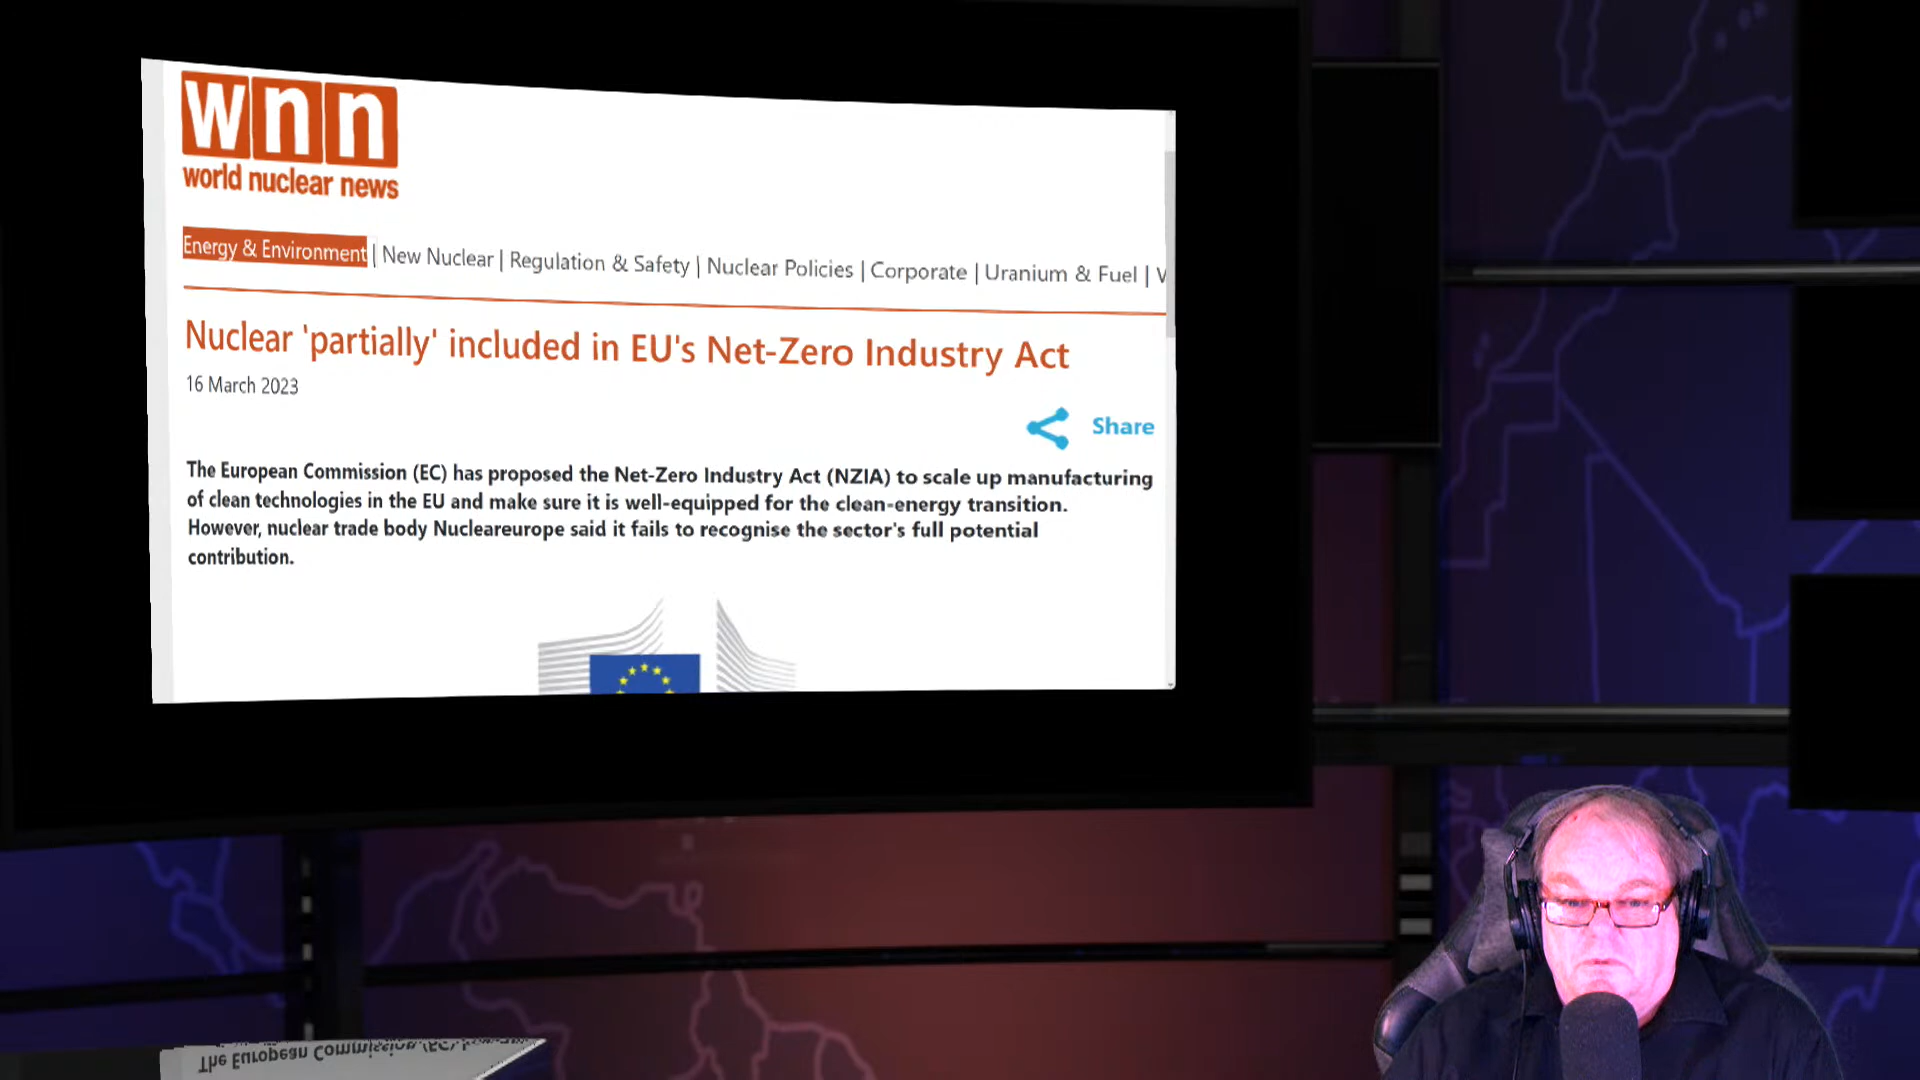 wnn
world nuclear news
Energy & Environment | New Nuclear | Regulation & Safety | Nuclear Policies | Corporate | Uranium & Fuel | V
Nuclear 'partially' included in EU's Net-Zero Industry Act
16 March 2023
Share
The European Commission (EC) has proposed the Net-Zero Industry Act (NZIA) to scale up manufacturing
of clean technologies in the EU and make sure it is well-equipped for the clean-energy transition.
However, nuclear trade body Nucleareurope said it fails to recognise the sector's full potential
contribution.
The European Commission (EC)